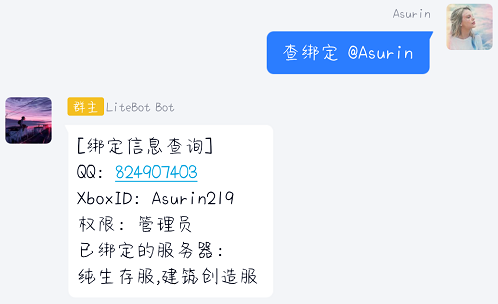 Asurin
查绑定 @Asurin
群主 LiteBot Bot
[绑定信息查询]
QQ: 824907403
XboxID: Asurin219
权限: 管理员
已绑定的服务器:
纯生存服,建筑创造服